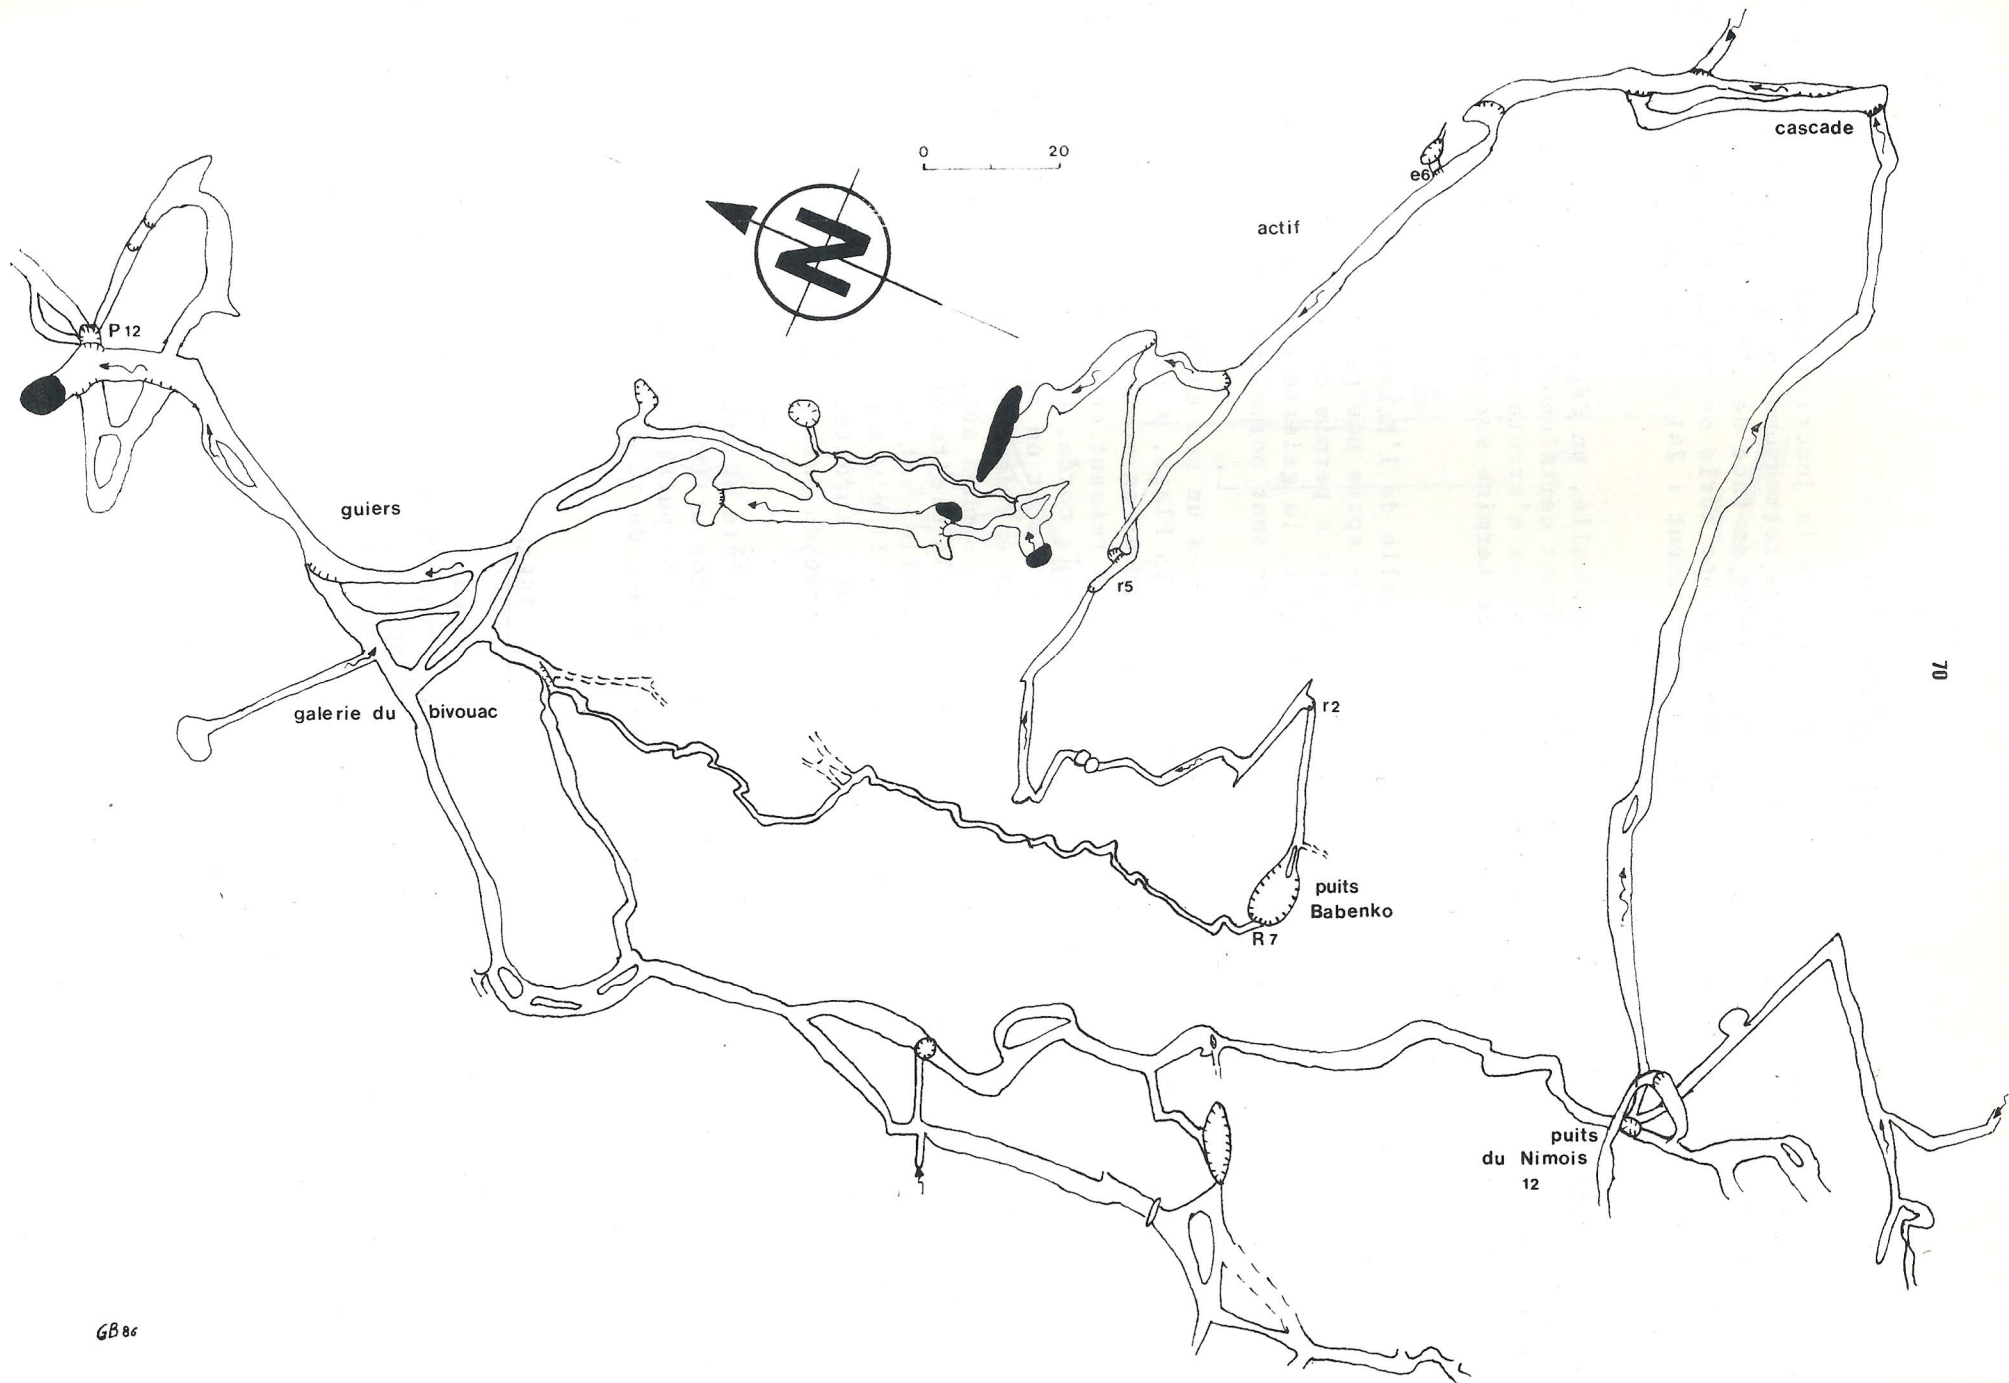 cascade
0 20
e6
N
actif
P 12
guiers
r5
70
galerie du bivouac
r2
puits
Babenko
R 7
puits
du Nimois
12
GB 86